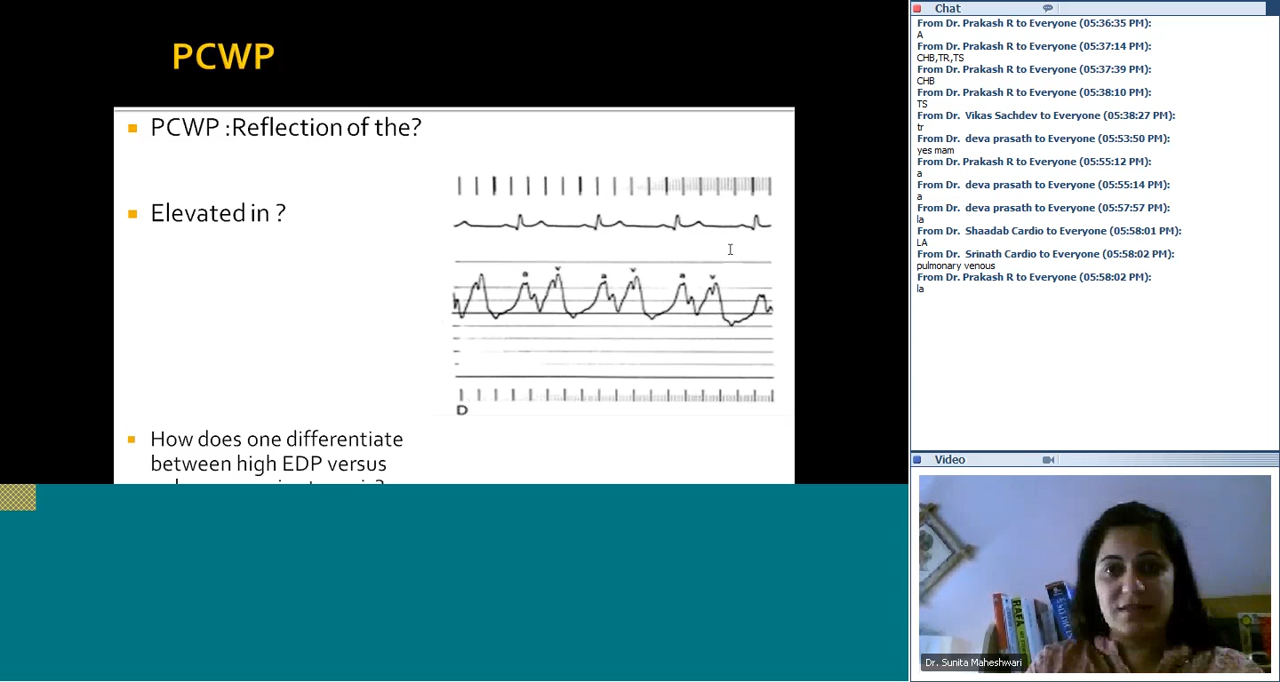 PCWP
PCWP :Reflection of the?
Elevated in ?
a v a v a v
D
How does one differentiate
between high EDP versus
Chat
From Dr. Prakash R to Everyone (05:36:35 PM):
A
From Dr. Prakash R to Everyone (05:37:14 PM):
CHB,TR,TS
From Dr. Prakash R to Everyone (05:37:39 PM):
CHB
From Dr. Prakash R to Everyone (05:38:10 PM):
TS
From Dr. Vikas Sachdev to Everyone (05:38:27 PM):
tr
From Dr. deva prasath to Everyone (05:53:50 PM):
yes mam
From Dr. Prakash R to Everyone (05:55:12 PM):
a
From Dr. deva prasath to Everyone (05:55:14 PM):
a
From Dr. deva prasath to Everyone (05:57:57 PM):
la
From Dr. Shaadab Cardio to Everyone (05:58:01 PM):
LA
From Dr. Srinath Cardio to Everyone (05:58:02 PM):
pulmonary venous
From Dr. Prakash R to Everyone (05:58:02 PM):
la
Video
RAFA
Dr. Sunita Maheshwari